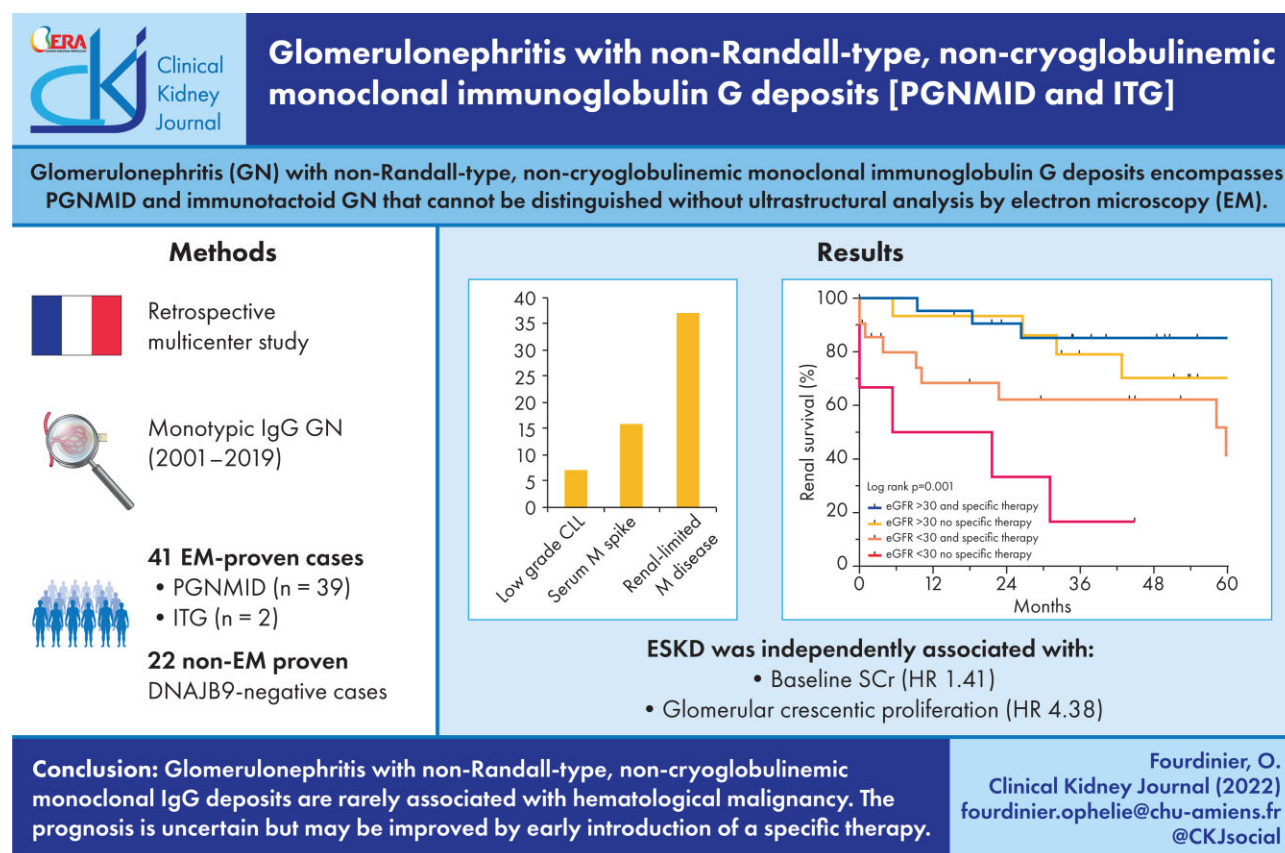 ERA
CKJ
Clinical
Kidney
Journal
Glomerulonephritis with non-Randall-type, non-cryoglobulinemic
monoclonal immunoglobulin G deposits [PGNMID and ITG]
Glomerulonephritis (GN) with non-Randall-type, non-cryoglobulinemic monoclonal immunoglobulin G deposits encompasses
PGNMID and immunotactoid GN that cannot be distinguished without ultrastructural analysis by electron microscopy (EM).
Methods
Retrospective
multicenter study
Monotypic IgG GN
(2001–2019)
41 EM-proven cases
• PGNMID (n = 39)
• ITG (n = 2)
22 non-EM proven
DNAJB9-negative cases
Results
40
35
30
25
20
15
10
5
0
Low grade CLL
Serum M spike
Renal-limited
M disease
Renal survival (%)
100
80
60
40
20
0
Log rank p=0.001
eGFR >30 and specific therapy
eGFR >30 no specific therapy
eGFR <30 and specific therapy
eGFR <30 no specific therapy
0 12 24 36 48 60
Months
ESKD was independently associated with:
• Baseline SCr (HR 1.41)
• Glomerular crescentic proliferation (HR 4.38)
Conclusion: Glomerulonephritis with non-Randall-type, non-cryoglobulinemic
monoclonal IgG deposits are rarely associated with hematological malignancy. The
prognosis is uncertain but may be improved by early introduction of a specific therapy.
Fourdinier, O.
Clinical Kidney Journal (2022)
fourdinier.ophelie@chu-amiens.fr
@CKJsocial